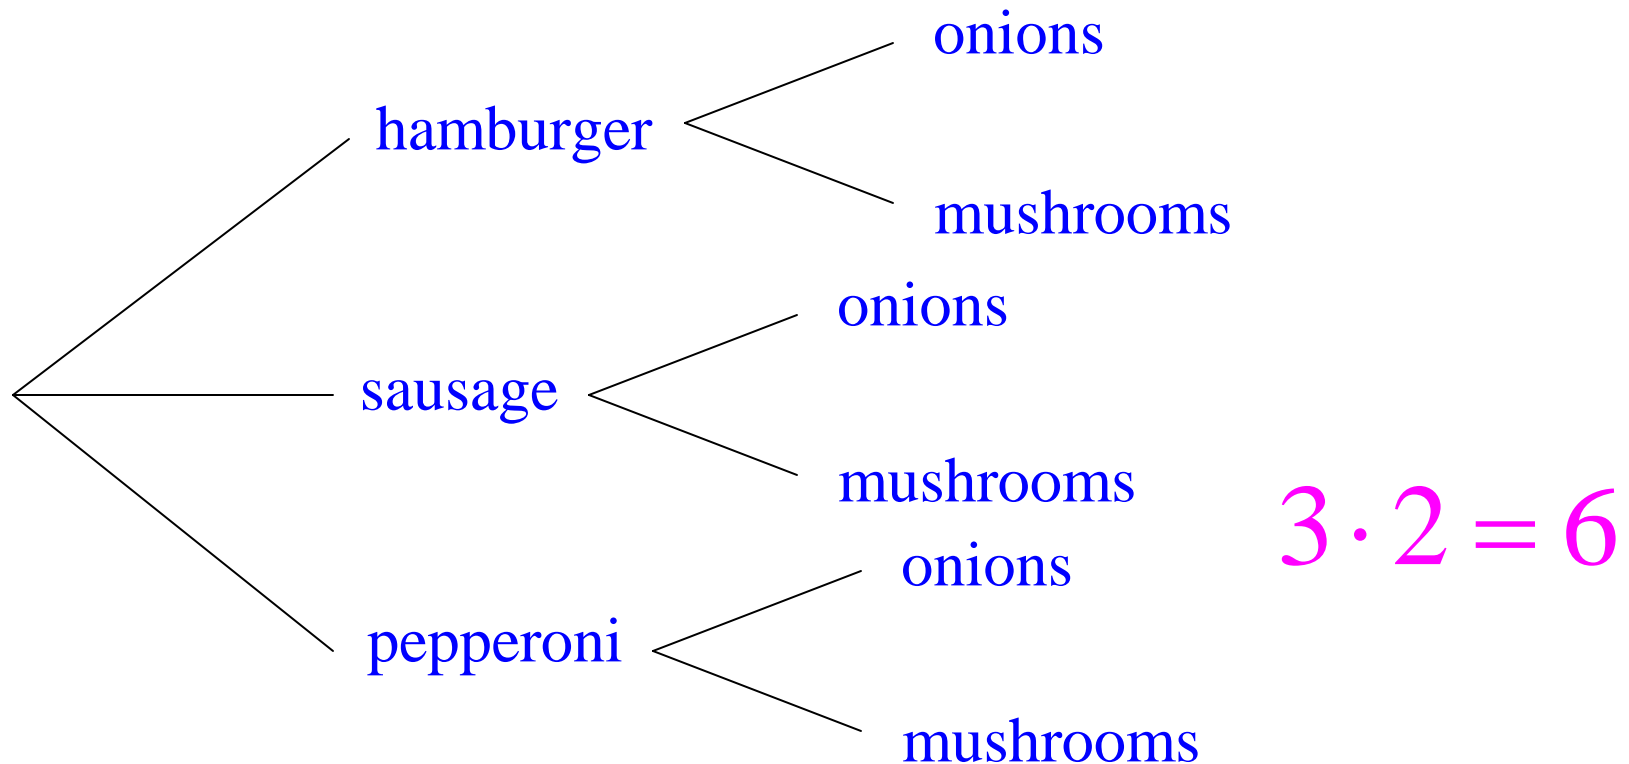 onions
hamburger
mushrooms
onions
sausage
mushrooms
3 · 2 = 6
onions
pepperoni
mushrooms